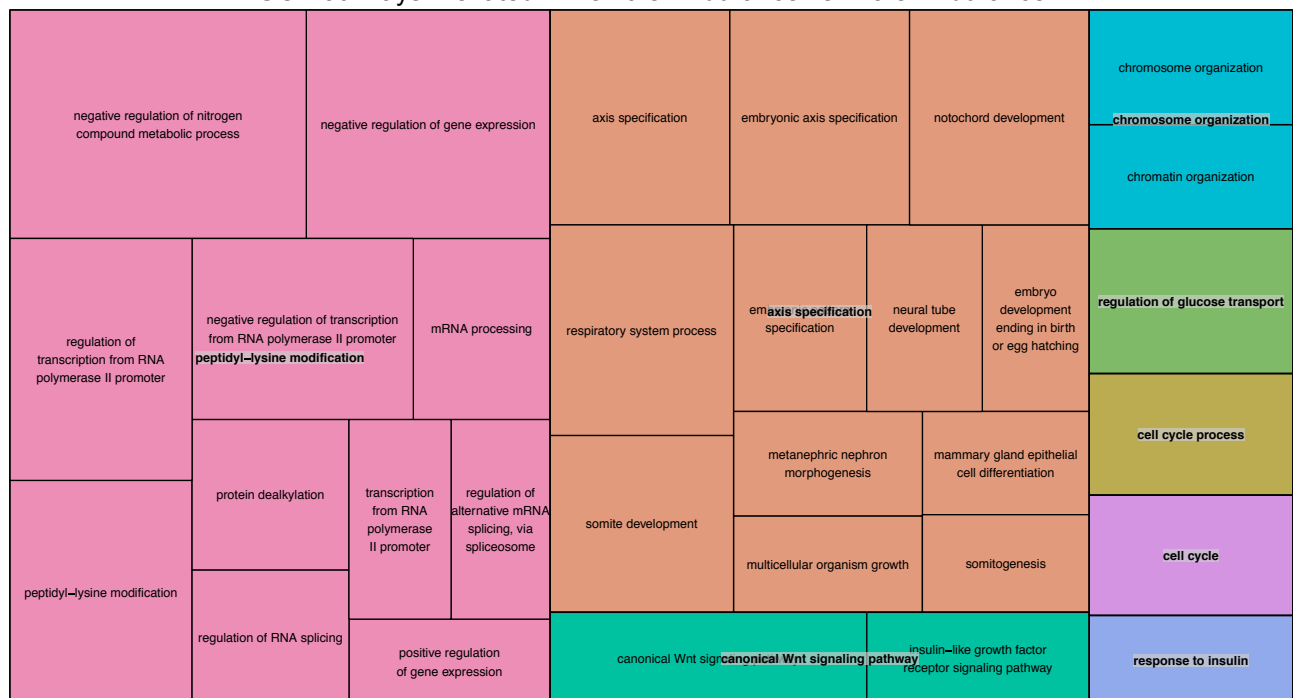 negative regulation of nitrogen
compound metabolic process
negative regulation of gene expression
axis specification
embryonic axis specification
notochord development
chromosome organization
chromosome organization
chromatin organization
regulation of
transcription from RNA
polymerase II promoter
negative regulation of transcription
from RNA polymerase II promoter
peptidyl–lysine modification
mRNA processing
respiratory system process
axis specification
specification
neural tube
development
embryo
development
ending in birth
or egg hatching
regulation of glucose transport
cell cycle process
protein dealkylation
transcription
from RNA
polymerase
II promoter
regulation of
alternative mRNA
splicing, via
spliceosome
metanephric nephron
morphogenesis
mammary gland epithelial
cell differentiation
somite development
multicellular organism growth
somitogenesis
cell cycle
peptidyl–lysine modification
regulation of RNA splicing
positive regulation
of gene expression
canonical Wnt
canonical Wnt signaling pathway
insulin–like growth factor
receptor signaling pathway
response to insulin